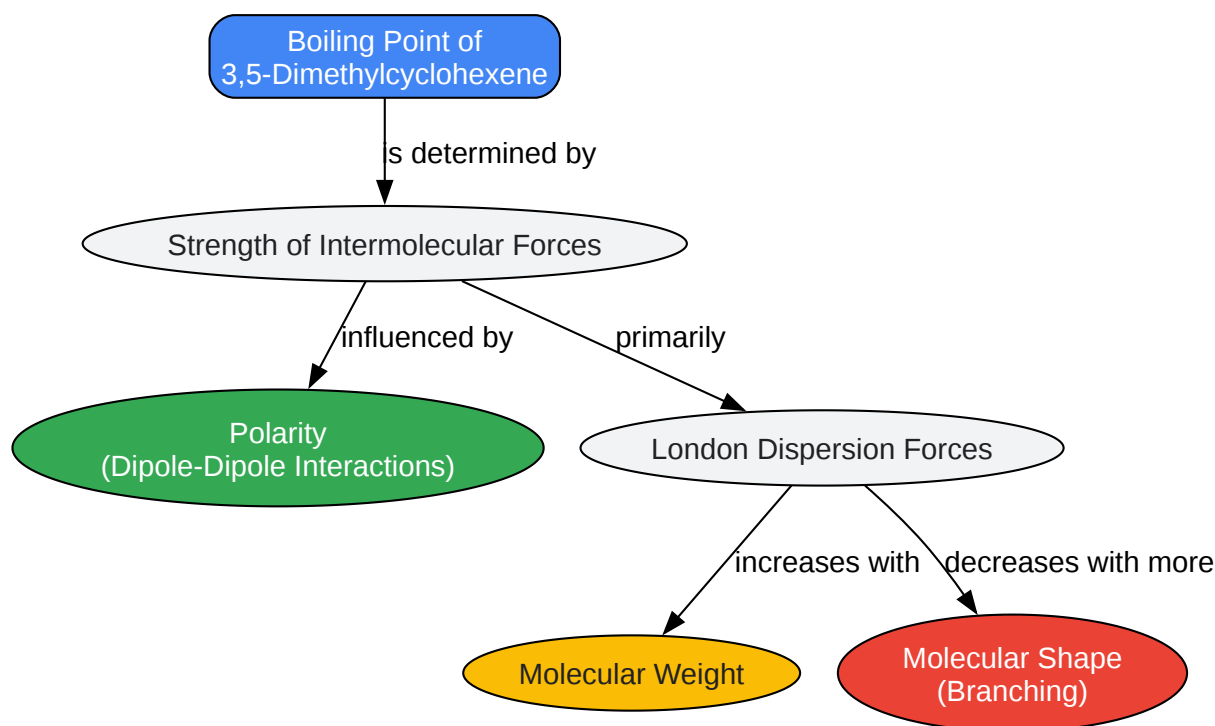 Boiling Point of
3,5-Dimethylcyclohexene
is determined by
Strength of Intermolecular Forces
influenced by
primarily
Polarity
(Dipole-Dipole Interactions)
London Dispersion Forces
increases with
decreases with more
Molecular Weight
Molecular Shape
(Branching)